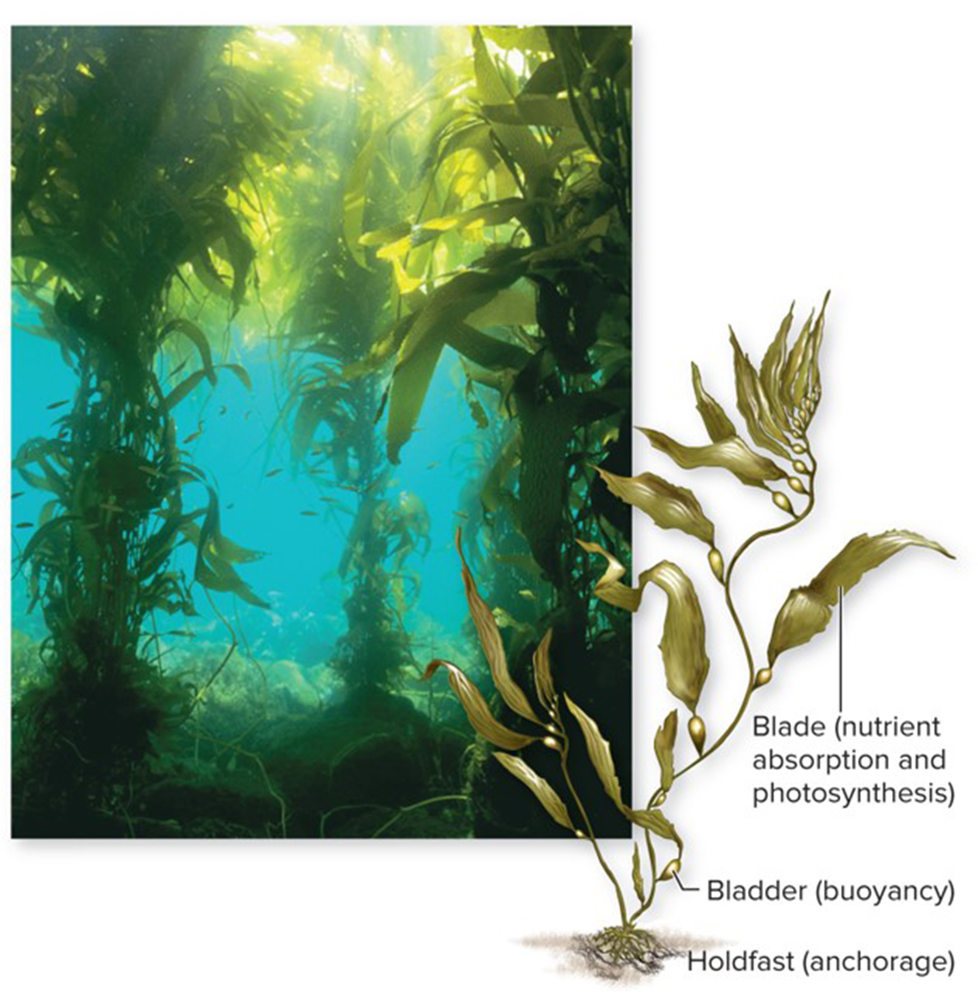 Blade (nutrient
absorption and
photosynthesis)
Bladder (buoyancy)
Holdfast (anchorage)